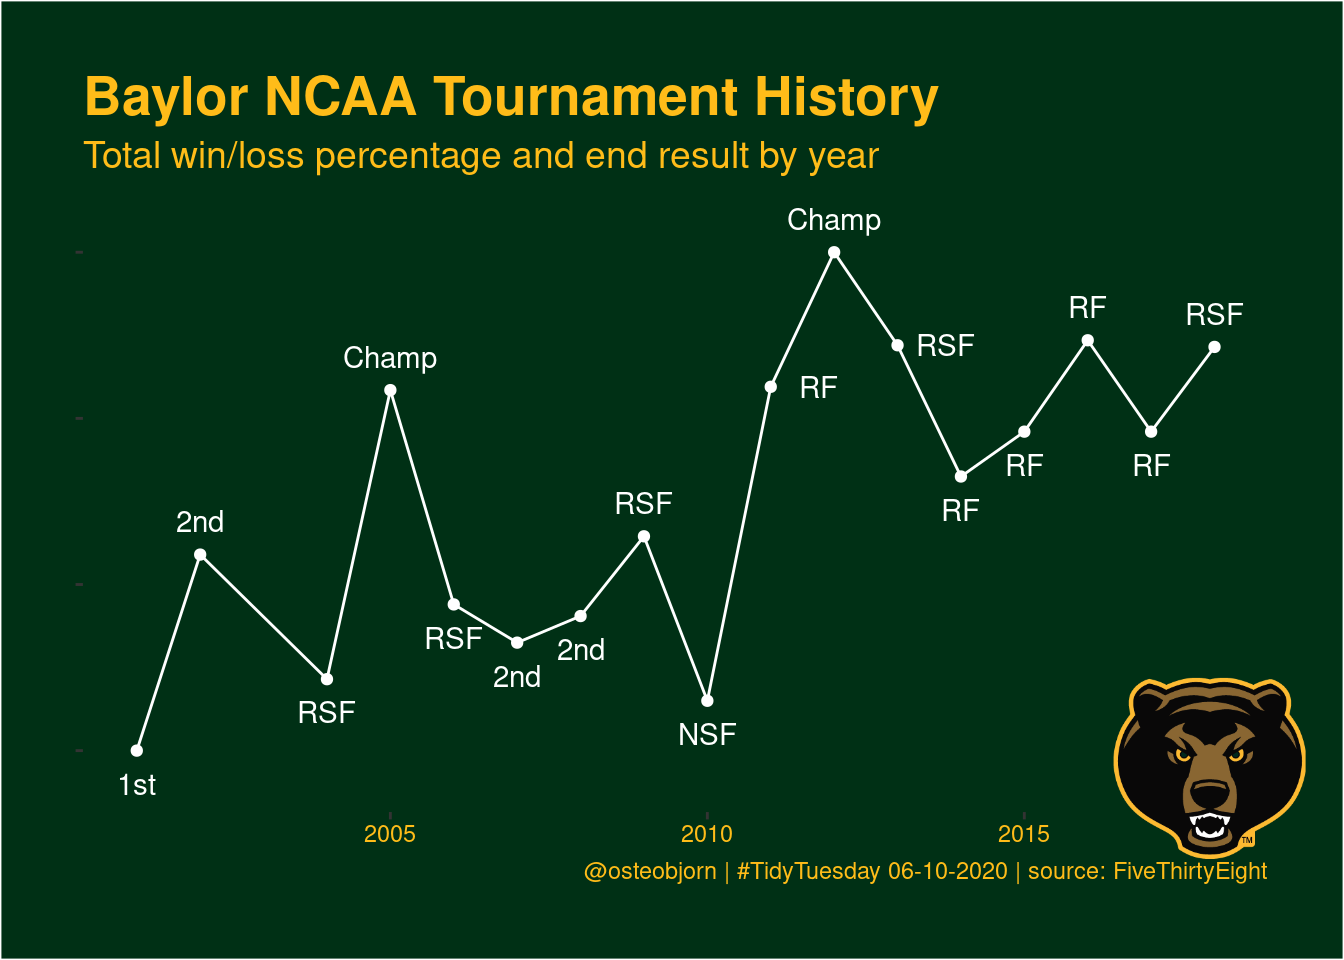 Baylor NCAA Tournament History
Total win/loss percentage and end result by year
Champ
RF
RSF
Champ
RSF
RF
RF
RF
RSF
2nd
RF
RSF
2nd
2nd
RSF
NSF
1st
2005
2010
2015
TM
@osteobjorn | #TidyTuesday 06-10-2020 | source: FiveThirtyEight